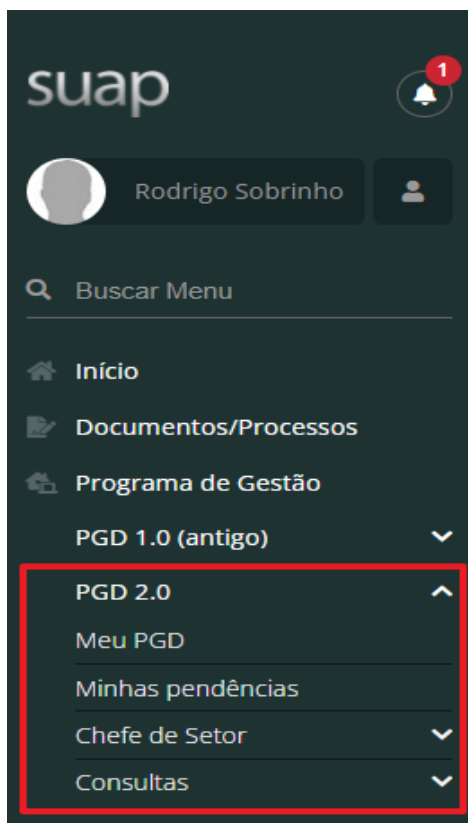 suap
1
Rodrigo Sobrinho
Buscar Menu
Início
Documentos/Processos
Programa de Gestão
PGD 1.0 (antigo)
PGD 2.0
Meu PGD
Minhas pendências
Chefe de Setor
Consultas